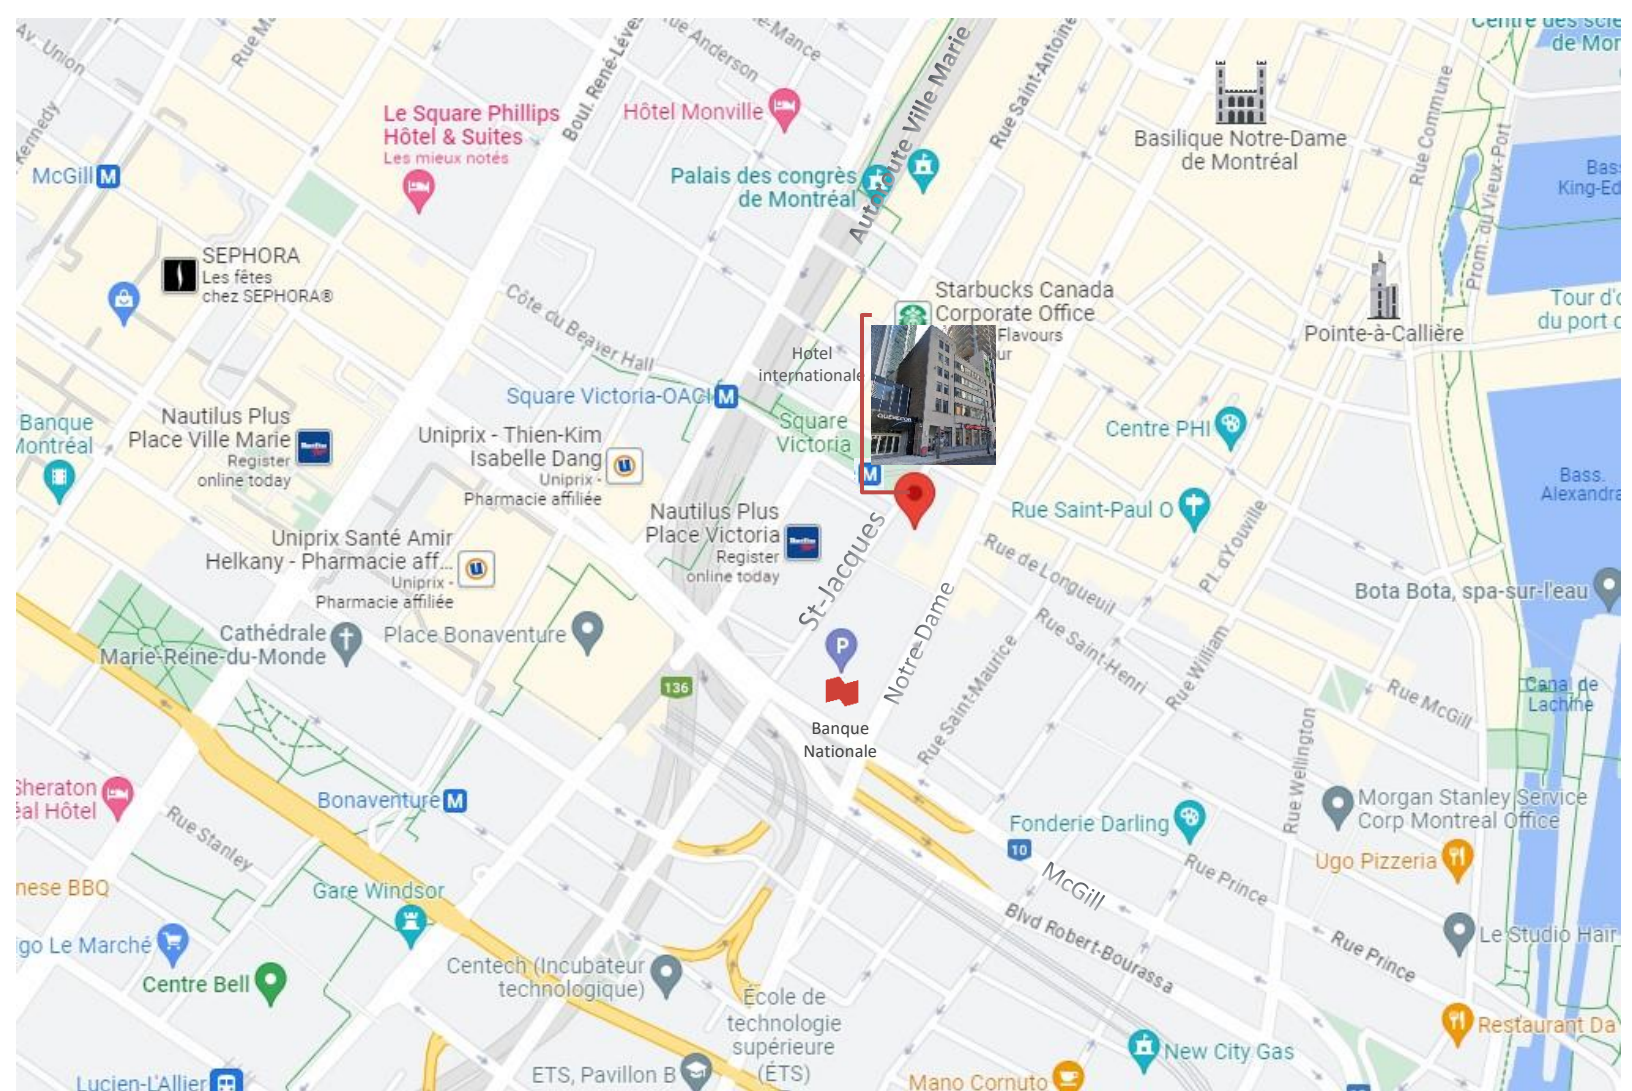 Av. Union
Kennedy
Boul. René-Léve
Rue Anderson
Autoroute Ville Marie
Rue Saint-Antoine
Rue Commune
Prom. du Vieux-Port
Centre des scie
de Mor
Le Square Phillips
Hôtel & Suites
Les mieux notés
Hôtel Monville
Basilique Notre-Dame
de Montréal
McGill M
Palais des congrès
de Montréal
Bas
King-Ed
SEPHORA
Les fêtes
chez SEPHORA®
Côte du Beaver Hall
Starbucks Canada
Corporate Office
Flavours
ur
Pointe-à-Callière
Tour d'c
du port d
Hotel
internationale
Square Victoria-OACI M
Square
Victoria
M
Banque
Montréal
Nautilus Plus
Place Ville Marie
Register
online today
Uniprix - Thien-Kim
Isabelle Dang
Uniprix -
Pharmacie affiliée
Centre PHI
Bass.
Alexandra
Nautilus Plus
Place Victoria
Register
online today
St-Jacques
Rue Saint-Paul O
Pl. d'Youville
Uniprix Santé Amir
Helkany - Pharmacie aff...
Uniprix -
Pharmacie affiliée
Rue de Longueuil
Bota Bota, spa-sur-l'eau
Cathédrale
Marie-Reine-du-Monde
Place Bonaventure
P
Notre-Dame
Rue Saint-Maurice
Rue Saint-Henri
Rue William
Rue McGill
Canal de
Lachine
136
Banque
Nationale
Rue Wellington
Sheraton
éal Hôtel
Rue Stanley
Bonaventure M
Fonderie Darling
Morgan Stanley Service
Corp Montreal Office
10
McGill
Rue Prince
Ugo Pizzeria
nese BBQ
Gare Windsor
Blvd Robert-Bourassa
Rue Prince
Le Studio Hair
igo Le Marché
Centre Bell
Centech (Incubateur
technologique)
École de
technologie
supérieure
(ÉTS)
Restaurant Da
New City Gas
Lucien-L'Allier
ETS, Pavillon B
Mano Cornuto